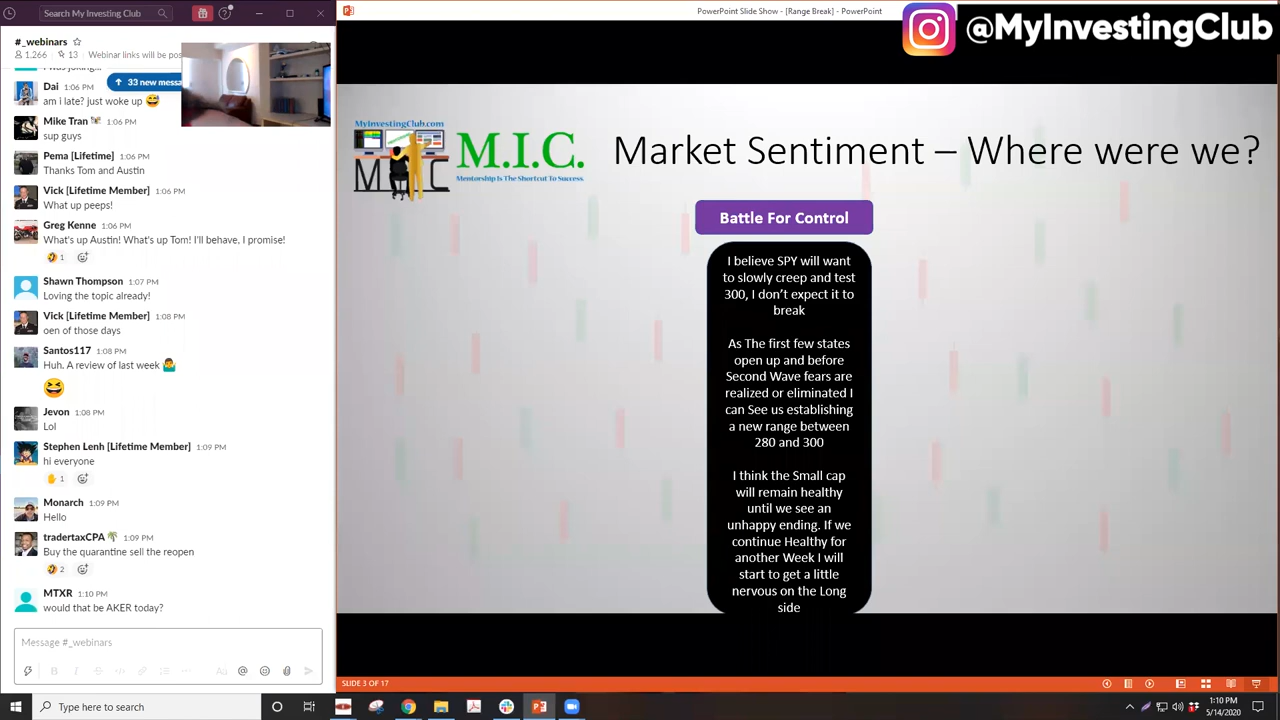 Search My Investing Club
PowerPoint Slide Show - [Range Break] - PowerPoint
@MyInvestingClub
#_webinars
1,266
13
Webinar links will be pos
33 new messa
Dai 1:06 PM
am i late? just woke up
Mike Tran 1:06 PM
sup guys
Pema [Lifetime] 1:06 PM
Thanks Tom and Austin
Vick [Lifetime Member] 1:06 PM
What up peeps!
Greg Kenne 1:06 PM
What's up Austin! What's up Tom! I'll behave, I promise!
1
Shawn Thompson 1:07 PM
Loving the topic already!
Vick [Lifetime Member] 1:08 PM
oen of those days
Santos117 1:08 PM
Huh. A review of last week
Jevon 1:08 PM
Lol
Stephen Lenh [Lifetime Member] 1:09 PM
hi everyone
1
Monarch 1:09 PM
Hello
tradertaxCPA 1:09 PM
Buy the quarantine sell the reopen
2
MTXR 1:10 PM
would that be AKER today?
Message #_webinars
MyInvestingClub.com
M.I.C.
Mentorship Is The Shortcut To Success.
Market Sentiment – Where were we?
Battle For Control
I believe SPY will want
to slowly creep and test
300, I don't expect it to
break
As The first few states
open up and before
Second Wave fears are
realized or eliminated I
can See us establishing
a new range between
280 and 300
I think the Small cap
will remain healthy
until we see an
unhappy ending. If we
continue Healthy for
another Week I will
start to get a little
nervous on the Long
side
SLIDE 3 OF 17
Type here to search
1:10 PM
5/14/2020